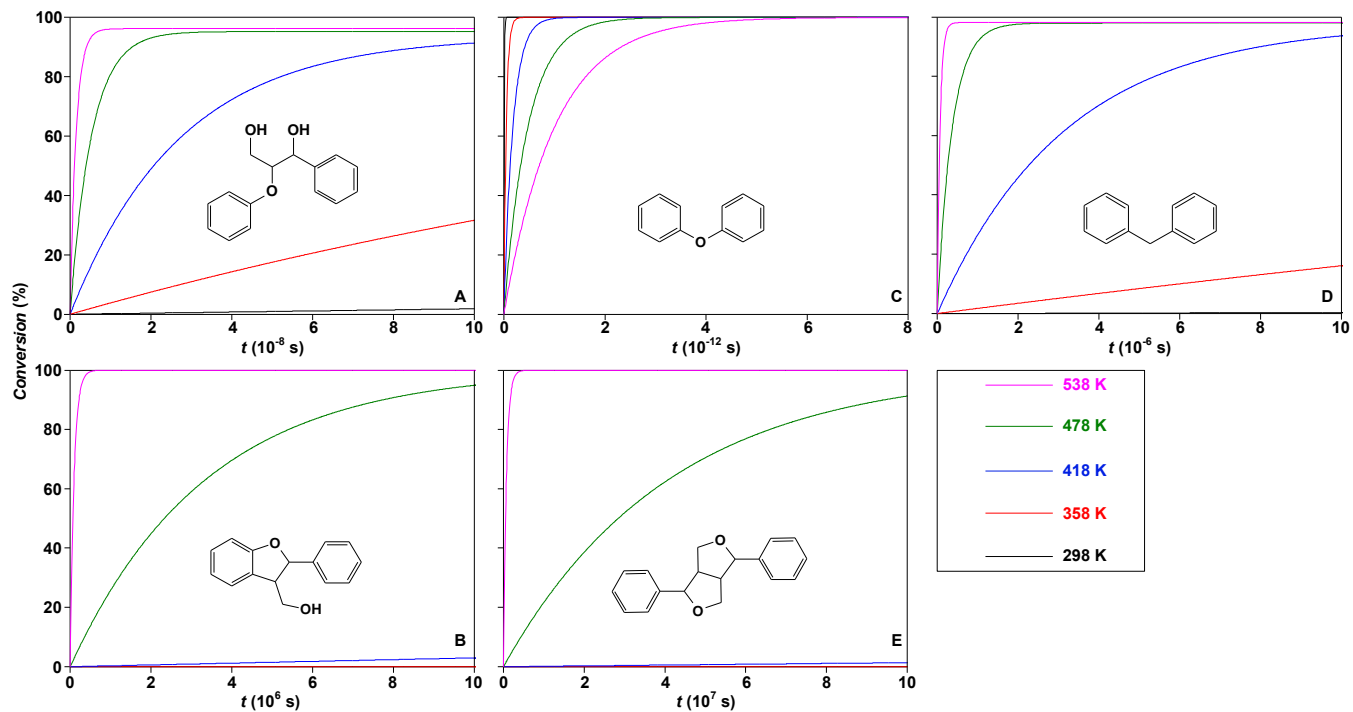 100
80
60
40
20
0
0 2 4 6 8 10
t (10⁻⁸ s)
OH OH
O
A
0 2 4 6 8
t (10⁻¹² s)
O
C
0 2 4 6 8 10
t (10⁻⁶ s)
D
Conversion (%)
100
80
60
40
20
0
0 2 4 6 8 10
t (10⁶ s)
O
OH
B
0 2 4 6 8 10
t (10⁷ s)
O
O
E
538 K
478 K
418 K
358 K
298 K